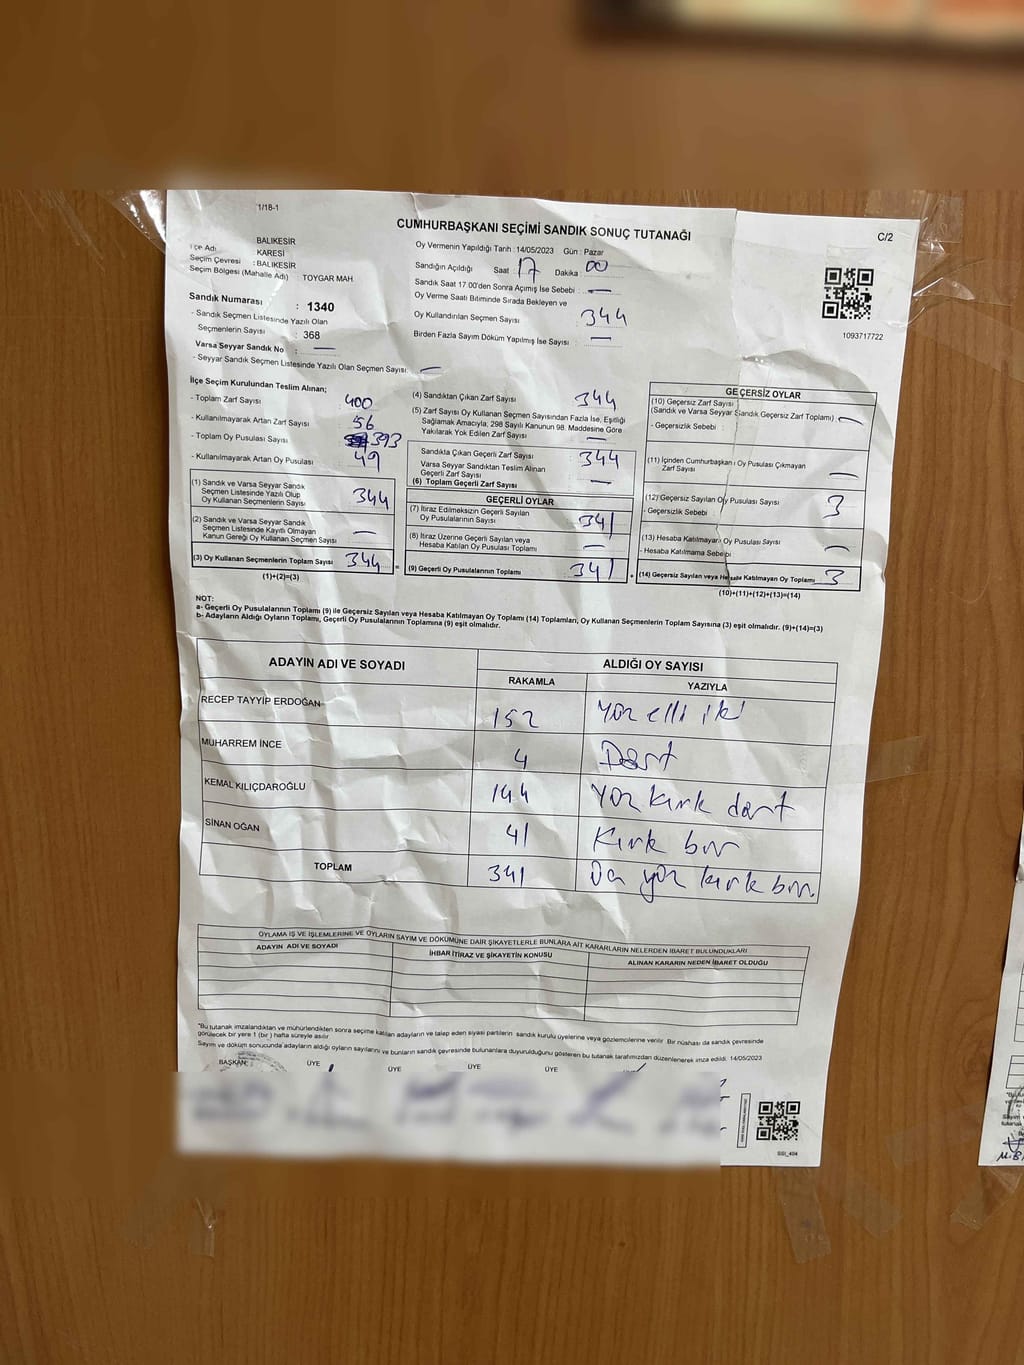 1/18-1
CUMHURBAŞKANI SEÇİMİ SANDIK SONUÇ TUTANAĞI
C/2
BALIKESİR
İlçe Adı KARESİ
Seçim Çevresi : BALIKESİR
Seçim Bölgesi (Mahalle Adı) : TOYGAR MAH
Sandık Numarası : 1340
- Sandık Seçmen Listesinde Yazılı Olan
Seçmenlerin Sayısı : 368
Varsa Seyyar Sandık No : —
- Seyyar Sandık Seçmen Listesinde Yazılı Olan Seçmen Sayısı: —
Oy Vermenin Yapıldığı Tarih : 14/05/2023 Gün : Pazar
Sandığın Açıldığı Saat : 17 Dakika : 00
Sandık Saat 17.00'den Sonra Açımış İse Sebebi : —
Oy Verme Saati Bitiminde Sırada Bekleyen ve
Oy Kullandırılan Seçmen Sayısı : 344
Birden Fazla Sayım Döküm Yapılmış İse Sayısı : —
1093717722
İlçe Seçim Kurulundan Teslim Alınan;
- Toplam Zarf Sayısı 400
- Kullanılmayarak Artan Zarf Sayısı 56
- Toplam Oy Pusulası Sayısı 393
- Kullanılmayarak Artan Oy Pusulası 49
(1) Sandık ve Varsa Seyyar Sandık
Seçmen Listesinde Yazılı Olup
Oy Kullanan Seçmenlerin Sayısı 344
(2) Sandık ve Varsa Seyyar Sandık
Seçmen Listesinde Kayıtlı Olmayan
Kanun Gereği Oy Kullanan Seçmen Sayısı —
(3) Oy Kullanan Seçmenlerin Toplam Sayısı 344
(1)+(2)=(3)
(4) Sandıktan Çıkan Zarf Sayısı 344
(5) Zarf Sayısı Oy Kullanan Seçmen Sayısından Fazla İse, Eşitliği
Sağlamak Amacıyla, 298 Sayılı Kanunun 98. Maddesine Göre
Yakılarak Yok Edilen Zarf Sayısı —
Sandıkta Çıkan Geçerli Zarf Sayısı 344
Varsa Seyyar Sandıktan Teslim Alınan
Geçerli Zarf Sayısı
(6) Toplam Geçerli Zarf Sayısı —
GEÇERLİ OYLAR
(7) İtiraz Edilmeksizin Geçerli Sayılan
Oy Pusulalarının Sayısı 341
(8) İtiraz Üzerine Geçerli Sayılan veya
Hesaba Katılan Oy Pusulası Toplamı —
(9) Geçerli Oy Pusulalarının Toplamı 341
GEÇERSİZ OYLAR
(10) Geçersiz Zarf Sayısı
(Sandık ve Varsa Seyyar Sandık Geçersiz Zarf Toplamı) —
- Geçersizlik Sebebi :
(11) İçinden Cumhurbaşkanı Oy Pusulası Çıkmayan
Zarf Sayısı —
(12) Geçersiz Sayılan Oy Pusulası Sayısı 3
- Geçersizlik Sebebi :
(13) Hesaba Katılmayan Oy Pusulası Sayısı —
- Hesaba Katılmama Sebebi
(14) Geçersiz Sayılan veya Hesaba Katılmayan Oy Toplamı 3
(10)+(11)+(12)+(13)=(14)
NOT:
a- Geçerli Oy Pusulalarının Toplamı (9) ile Geçersiz Sayılan veya Hesaba Katılmayan Oy Toplamı (14) Toplamları, Oy Kullanan Seçmenlerin Toplam Sayısına (3) eşit olmalıdır. (9)+(14)=(3)
b- Adayların Aldığı Oyların Toplamı, Geçerli Oy Pusulalarının Toplamına (9) eşit olmalıdır.
ADAYIN ADI VE SOYADI ALDIĞI OY SAYISI
RAKAMLA YAZIYLA
RECEP TAYYİP ERDOĞAN 152 Yüz elli iki
MUHARREM İNCE 4 Dört
KEMAL KILIÇDAROĞLU 144 Yüz kırk dört
SİNAN OĞAN 41 Kırk bir
TOPLAM 341 Üç yüz kırk bir
OYLAMA İŞ VE İŞLEMLERİNE VE OYLARIN SAYIM VE DÖKÜMÜNE DAİR ŞİKAYETLERLE BUNLARA AİT KARARLARIN NELERDEN İBARET BULUNDUKLARI
ADAYIN ADI VE SOYADI İHBAR İTİRAZ VE ŞİKAYETİN KONUSU ALINAN KARARIN NEDEN İBARET OLDUĞU
"Bu tutanak imzalandıktan ve mühürlendikten sonra seçime katılan adayların ve talep eden siyasi partilerin sandık kurulu üyelerine veya gözlemcilerine verilir. Bir nüshası da sandık çevresinde
görülecek bir yere 1 (bir) hafta süreyle asılır.
Sayım ve döküm sonucunda adayların aldığı oyların sayılarını ve bunların sandık çevresinde bulunanlara duyurulduğunu gösteren bu tutanak tarafımızdan düzenlenerek imza edildi. 14/05/2023
BAŞKAN ÜYE ÜYE ÜYE ÜYE
SSI_404